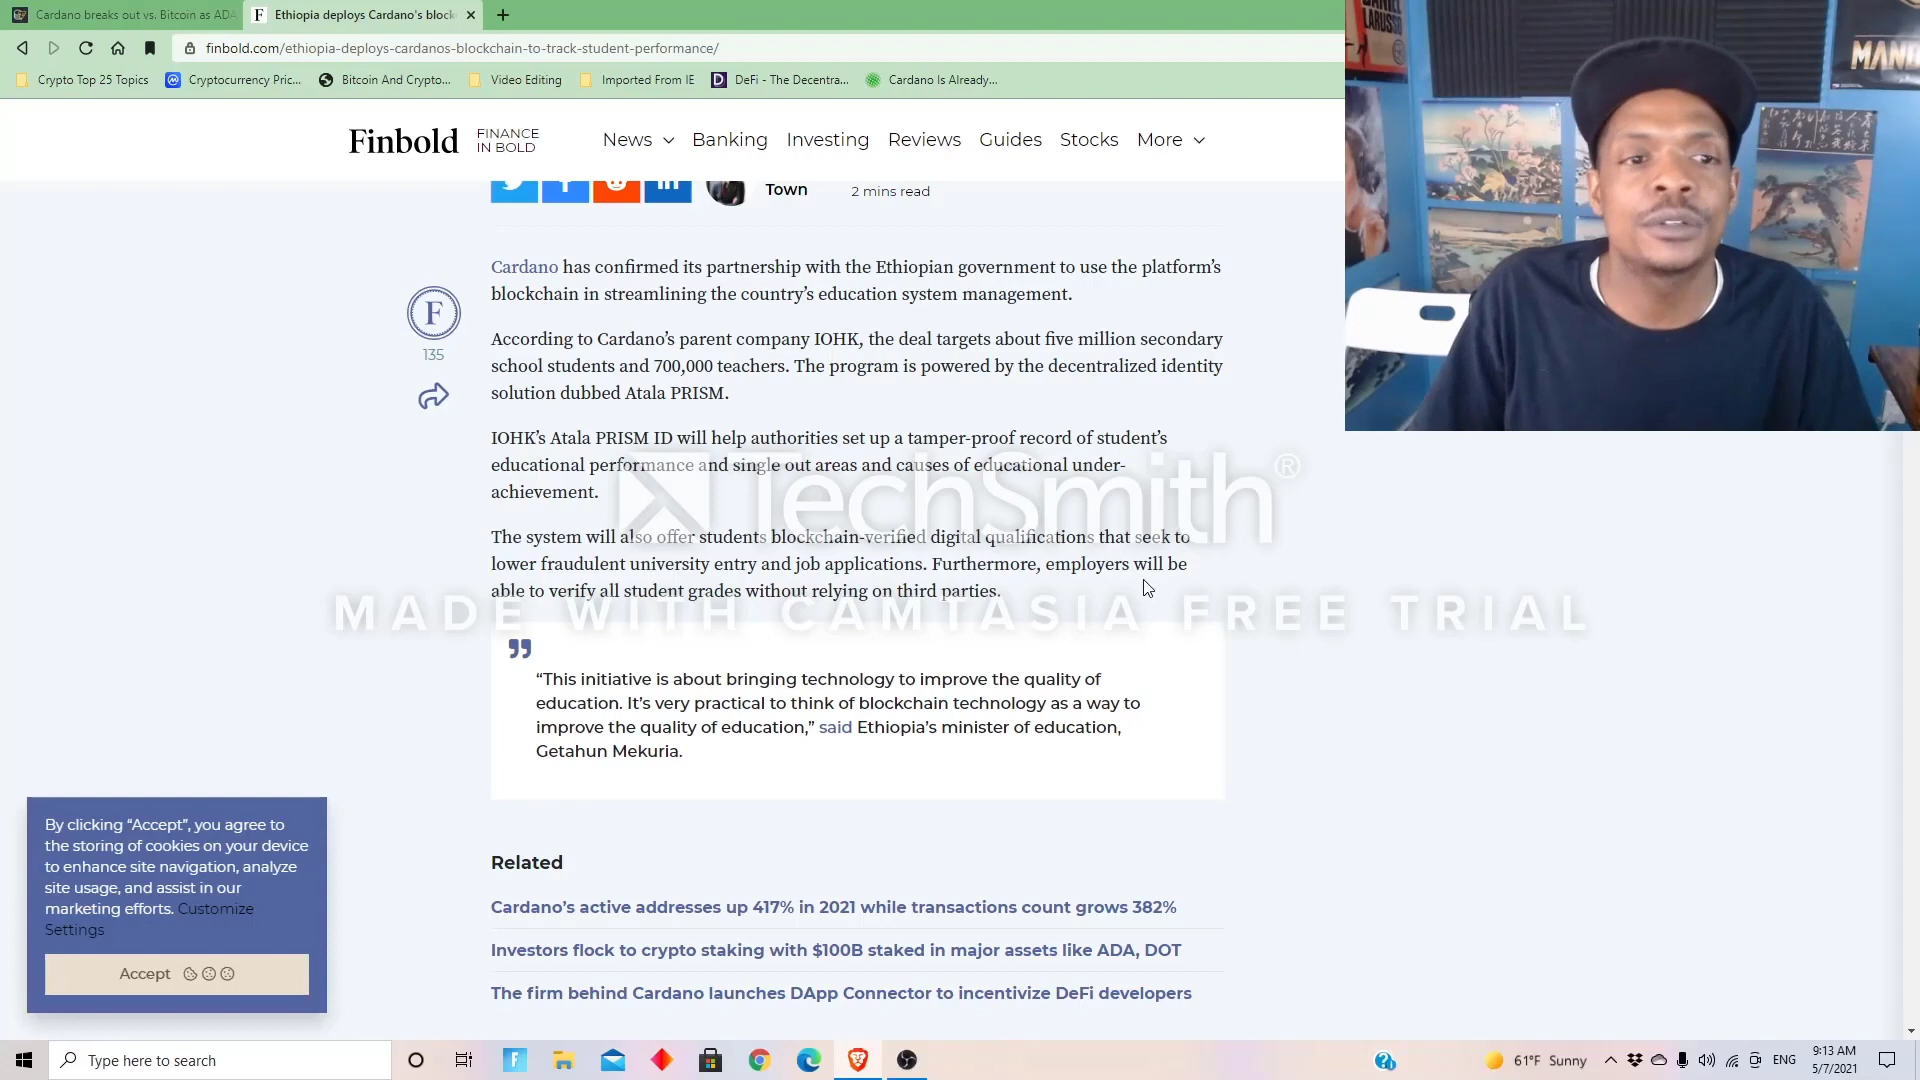 Cardano breaks out vs. Bitcoin as ADA
Ethiopia deploys Cardano's block
finbold.com/ethiopia-deploys-cardanos-blockchain-to-track-student-performance/
Crypto Top 25 Topics
Cryptocurrency Pric...
Bitcoin And Crypto...
Video Editing
Imported From IE
DeFi - The Decentra...
Cardano Is Already...
Finbold
FINANCE
IN BOLD
News
Banking
Investing
Reviews
Guides
Stocks
More
Town
2 mins read
Cardano has confirmed its partnership with the Ethiopian government to use the platform’s
blockchain in streamlining the country’s education system management.
F
135
According to Cardano’s parent company IOHK, the deal targets about five million secondary
school students and 700,000 teachers. The program is powered by the decentralized identity
solution dubbed Atala PRISM.
IOHK’s Atala PRISM ID will help authorities set up a tamper-proof record of student’s
educational performance and single out areas and causes of educational under-
achievement.
TechSmith®
The system will also offer students blockchain-verified digital qualifications that seek to
lower fraudulent university entry and job applications. Furthermore, employers will be
able to verify all student grades without relying on third parties.
MADE WITH CAMTASIA FREE TRIAL
“This initiative is about bringing technology to improve the quality of
education. It’s very practical to think of blockchain technology as a way to
improve the quality of education,” said Ethiopia’s minister of education,
Getahun Mekuria.
By clicking “Accept”, you agree to
the storing of cookies on your device
to enhance site navigation, analyze
site usage, and assist in our
marketing efforts. Customize
Settings
Accept
Related
Cardano’s active addresses up 417% in 2021 while transactions count grows 382%
Investors flock to crypto staking with $100B staked in major assets like ADA, DOT
The firm behind Cardano launches DApp Connector to incentivize DeFi developers
Type here to search
61°F Sunny
ENG
9:13 AM
5/7/2021